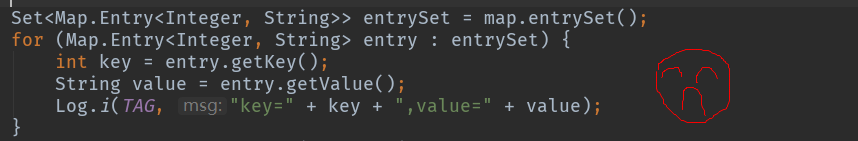 Set<Map.Entry<Integer, String>> entrySet = map.entrySet();
for (Map.Entry<Integer, String> entry : entrySet) {
    int key = entry.getKey();
    String value = entry.getValue();
    Log.i(TAG, msg: "key=" + key + ",value=" + value);
}